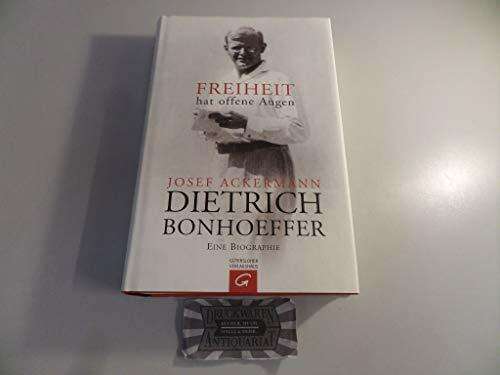 FREIHEIT
hat offene Augen
JOSEF ACKERMANN
DIETRICH
BONHOEFFER
EINE BIOGRAPHIE
GÜTERSLOHER
VERLAGSHAUS
DRUCKWAREN
ANTIQUARIAT